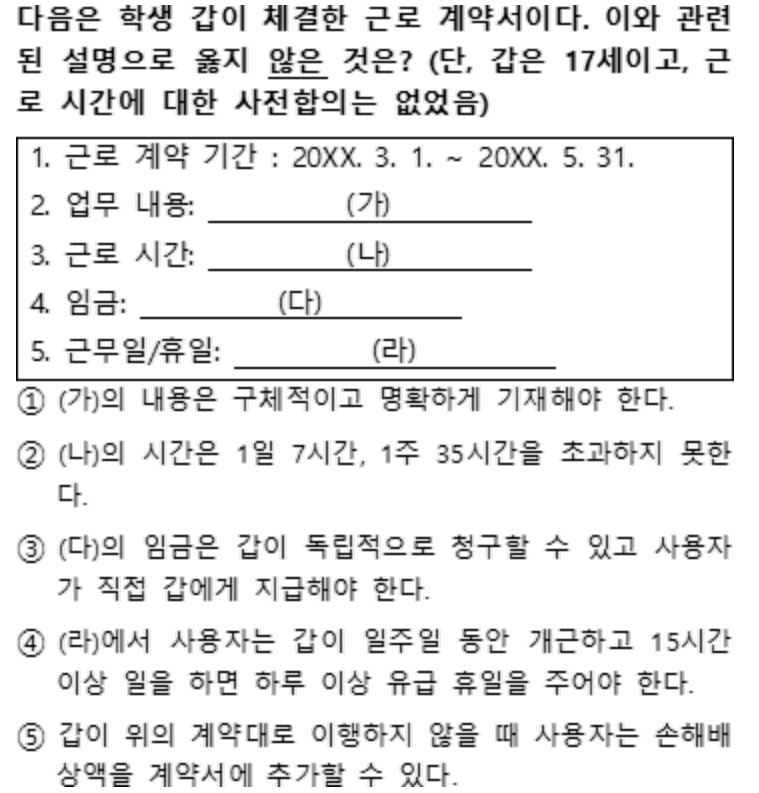 다음은 학생 갑이 체결한 근로 계약서이다. 이와 관련
된 설명으로 옳지 않은 것은? (단, 갑은 17세이고, 근
로 시간에 대한 사전합의는 없었음)
1. 근로 계약 기간 : 20XX. 3. 1. ~ 20XX. 5. 31.
2. 업무 내용: (가)
3. 근로 시간: (나)
4. 임금: (다)
5. 근무일/휴일: (라)
① (가)의 내용은 구체적이고 명확하게 기재해야 한다.
② (나)의 시간은 1일 7시간, 1주 35시간을 초과하지 못한
다.
③ (다)의 임금은 갑이 독립적으로 청구할 수 있고 사용자
가 직접 갑에게 지급해야 한다.
④ (라)에서 사용자는 갑이 일주일 동안 개근하고 15시간
이상 일을 하면 하루 이상 유급 휴일을 주어야 한다.
⑤ 갑이 위의 계약대로 이행하지 않을 때 사용자는 손해배
상액을 계약서에 추가할 수 있다.